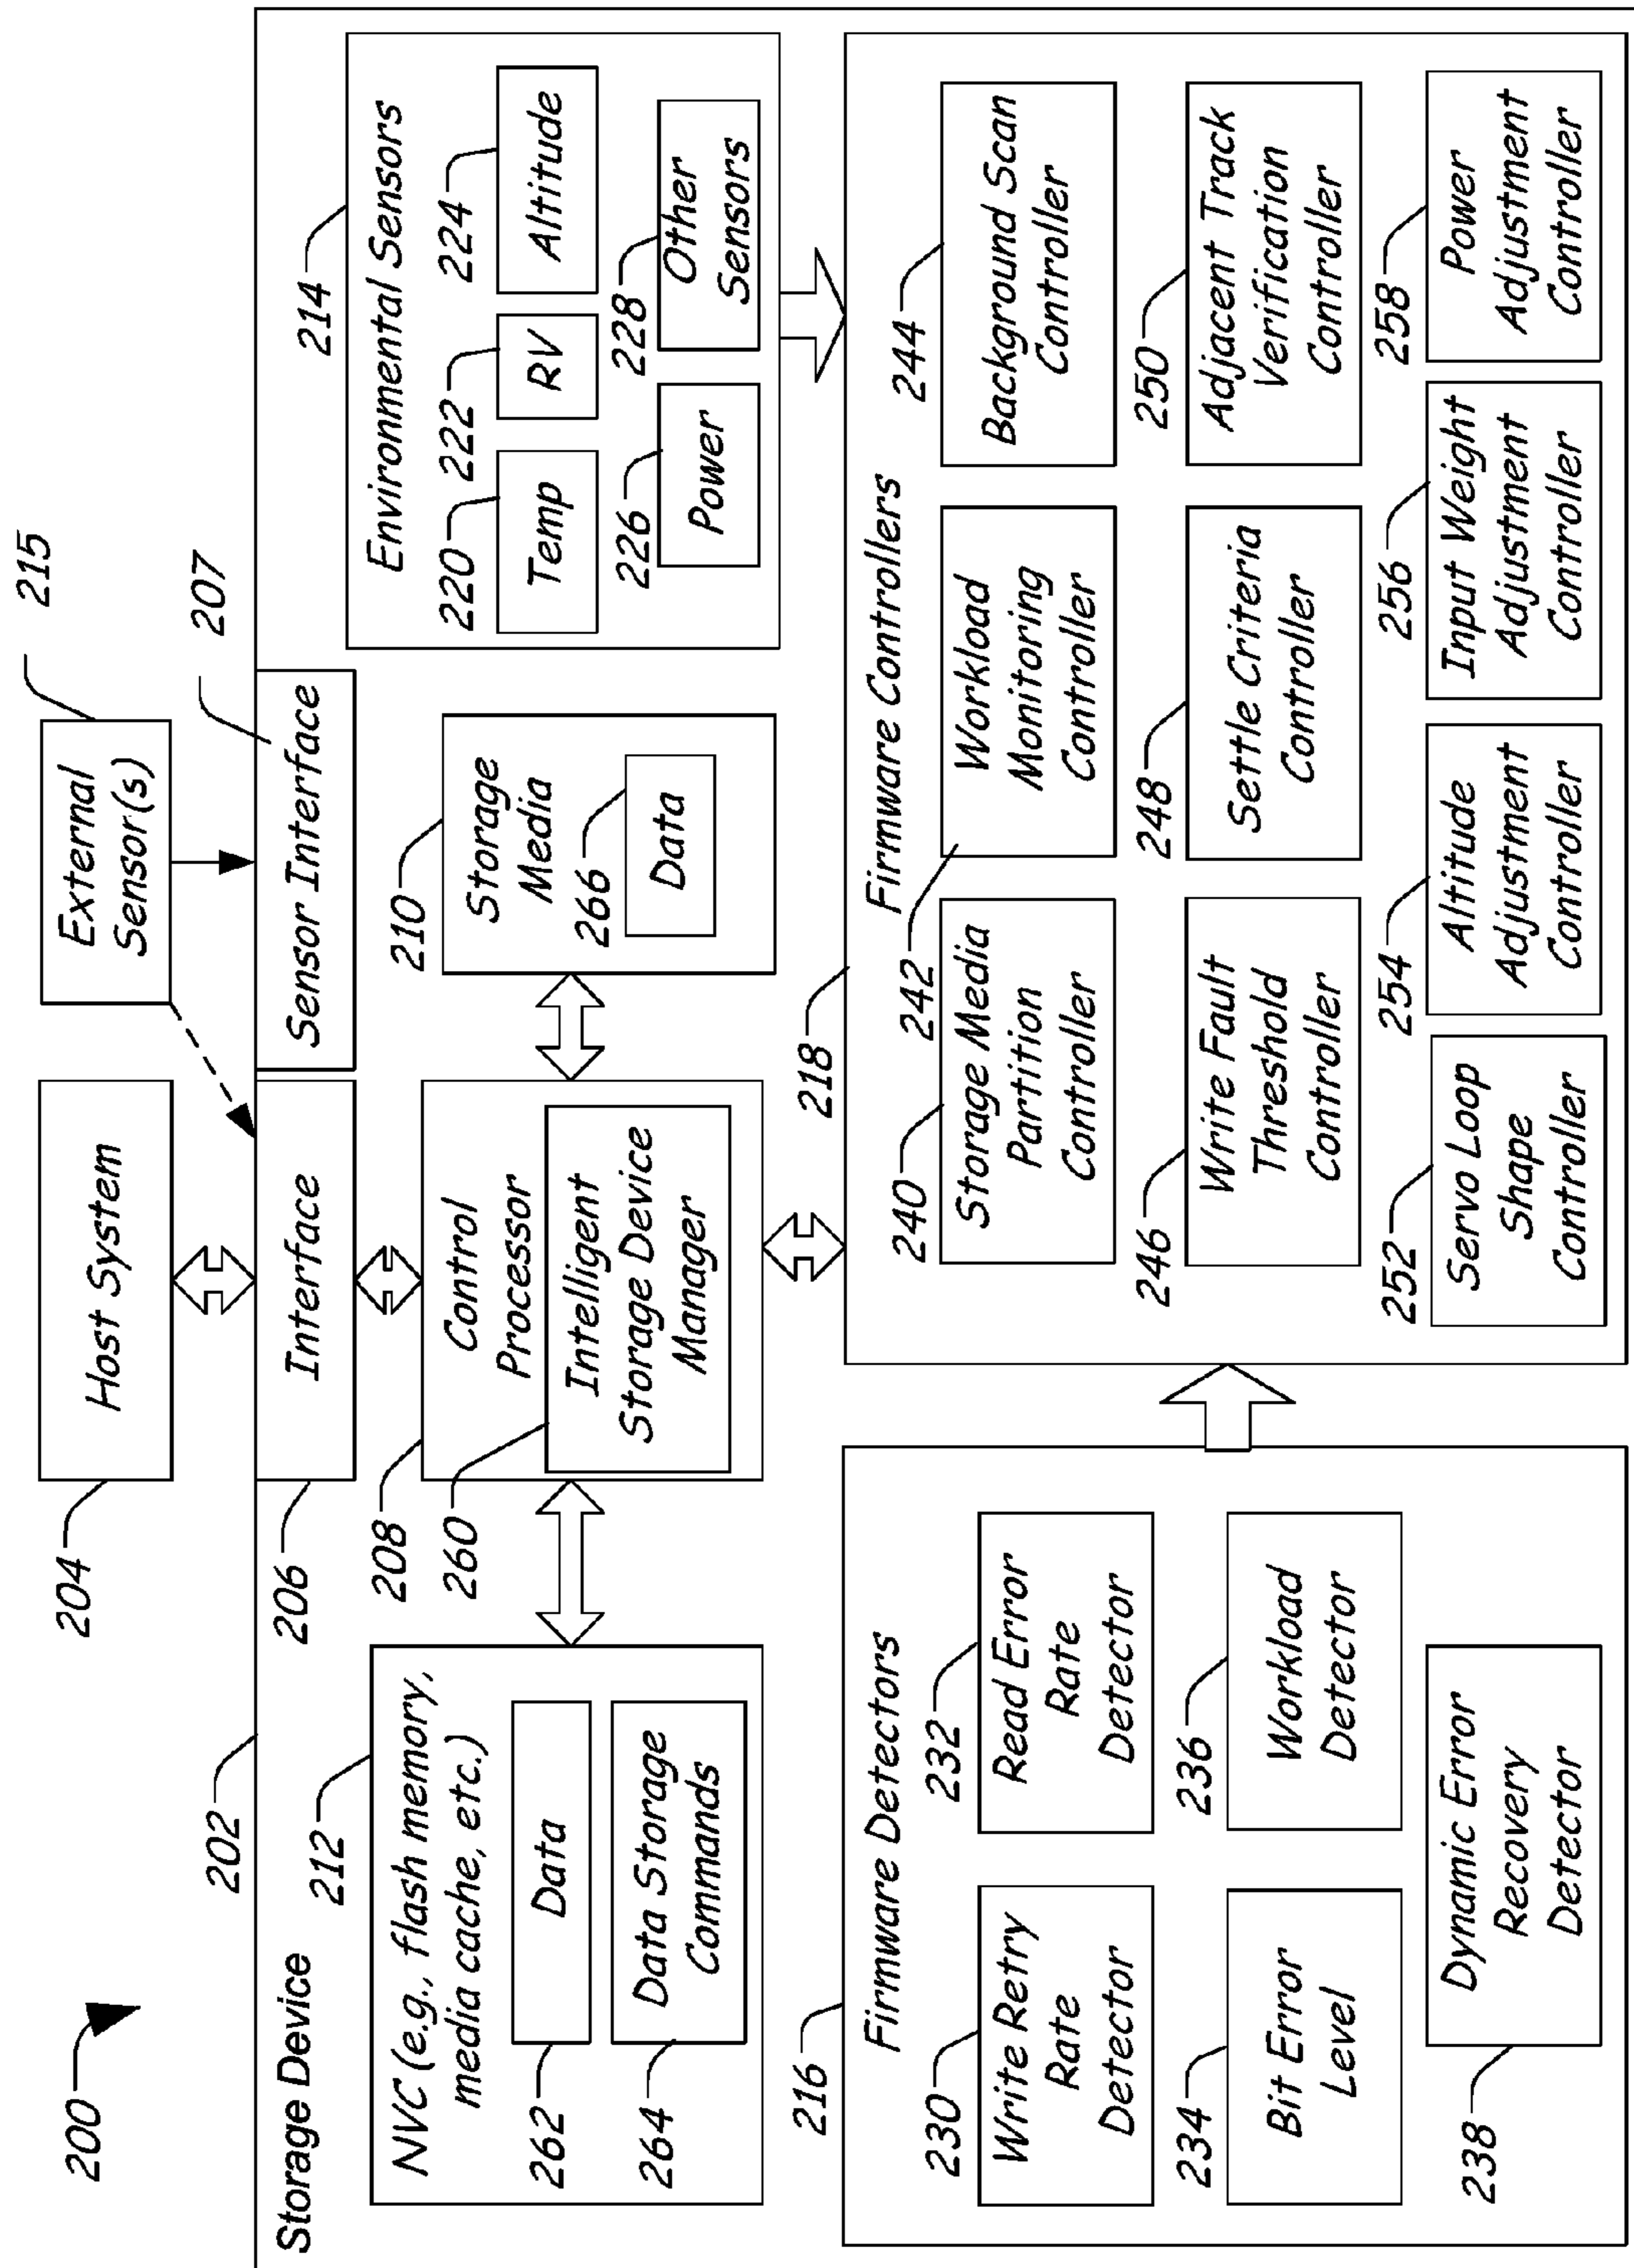 200
204
Host System
External
Sensor(s)
215
202
Storage Device
206
Interface
Sensor Interface
207
212
NVC (e.g., flash memory,
media cache, etc.)
262
Data
264
Data Storage
Commands
208
Control
Processor
260
Intelligent
Storage Device
Manager
210
Storage
Media
266
Data
214
Environmental Sensors
220
Temp
222
RV
224
Altitude
226
Power
228
Other
Sensors
216
Firmware Detectors
230
Write Retry
Rate
Detector
232
Read Error
Rate
Detector
234
Bit Error
Level
236
Workload
Detector
238
Dynamic Error
Recovery
Detector
218
Firmware Controllers
240
Storage Media
Partition
Controller
242
Workload
Monitoring
Controller
244
Background Scan
Controller
246
Write Fault
Threshold
Controller
248
Settle Criteria
Controller
250
Adjacent Track
Verification
Controller
252
Servo Loop
Shape
Controller
254
Altitude
Adjustment
Controller
256
Input Weight
Adjustment
Controller
258
Power
Adjustment
Controller